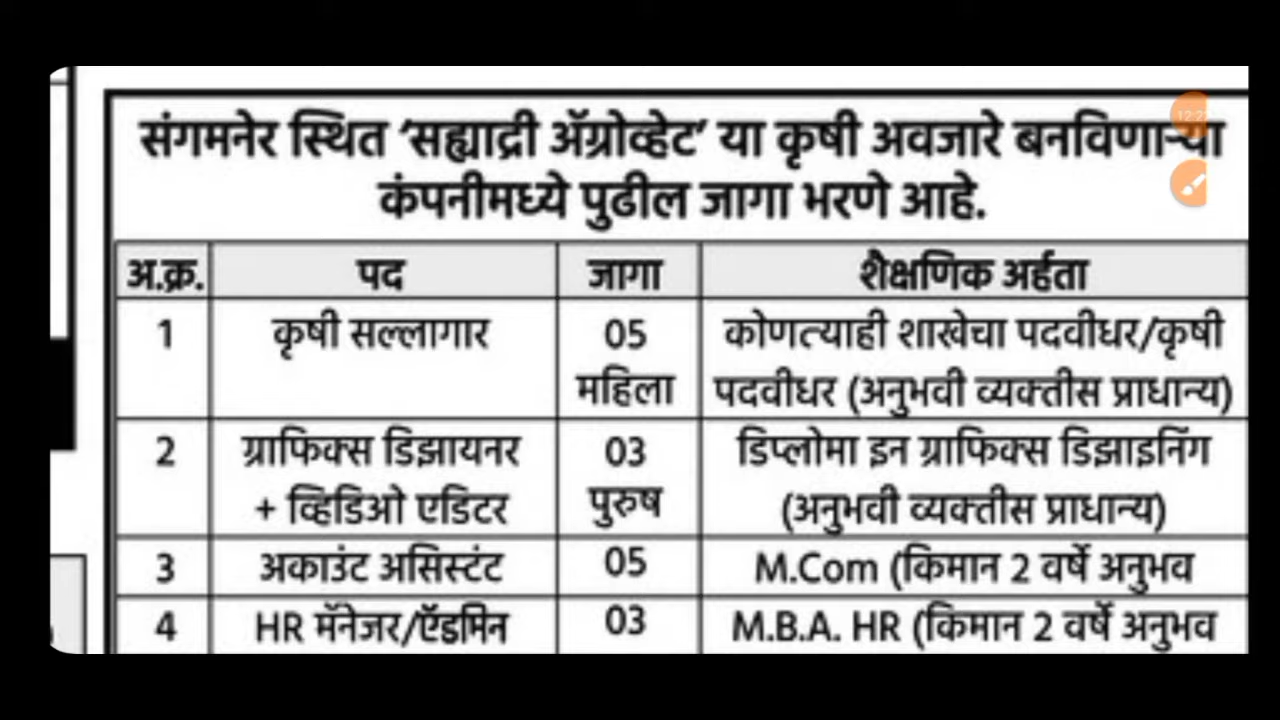 संगमनेर स्थित ‘सह्याद्री ॲग्रोव्हेट’ या कृषी अवजारे बनविणाऱ्या
कंपनीमध्ये पुढील जागा भरणे आहे.
अ.क्र. पद जागा शैक्षणिक अर्हता
1 कृषी सल्लागार 05 कोणत्याही शाखेचा पदवीधर/कृषी
महिला पदवीधर (अनुभवी व्यक्तीस प्राधान्य)
2 ग्राफिक्स डिझायनर 03 डिप्लोमा इन ग्राफिक्स डिझाइनिंग
+ व्हिडिओ एडिटर पुरुष (अनुभवी व्यक्तीस प्राधान्य)
3 अकाउंट असिस्टंट 05 M.Com (किमान 2 वर्षे अनुभव
4 HR मॅनेजर/ऍडमिन 03 M.B.A. HR (किमान 2 वर्षे अनुभव